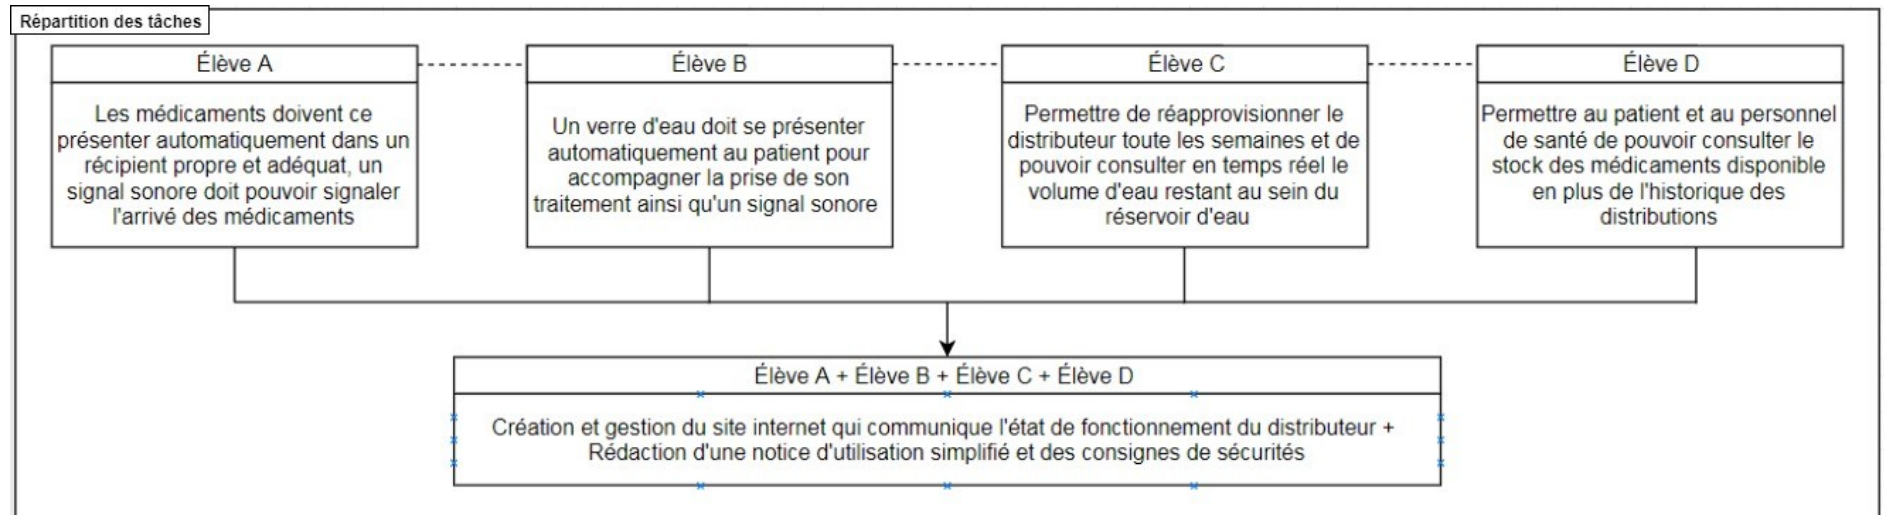 Répartition des tâches
Élève A
Les médicaments doivent ce
présenter automatiquement dans un
récipient propre et adéquat, un
signal sonore doit pouvoir signaler
l'arrivé des médicaments
Élève B
Un verre d'eau doit se présenter
automatiquement au patient pour
accompagner la prise de son
traitement ainsi qu'un signal sonore
Élève C
Permettre de réapprovisionner le
distributeur toute les semaines et de
pouvoir consulter en temps réel le
volume d'eau restant au sein du
réservoir d'eau
Élève D
Permettre au patient et au personnel
de santé de pouvoir consulter le
stock des médicaments disponible
en plus de l'historique des
distributions
Élève A + Élève B + Élève C + Élève D
Création et gestion du site internet qui communique l'état de fonctionnement du distributeur +
Rédaction d'une notice d'utilisation simplifié et des consignes de sécurités